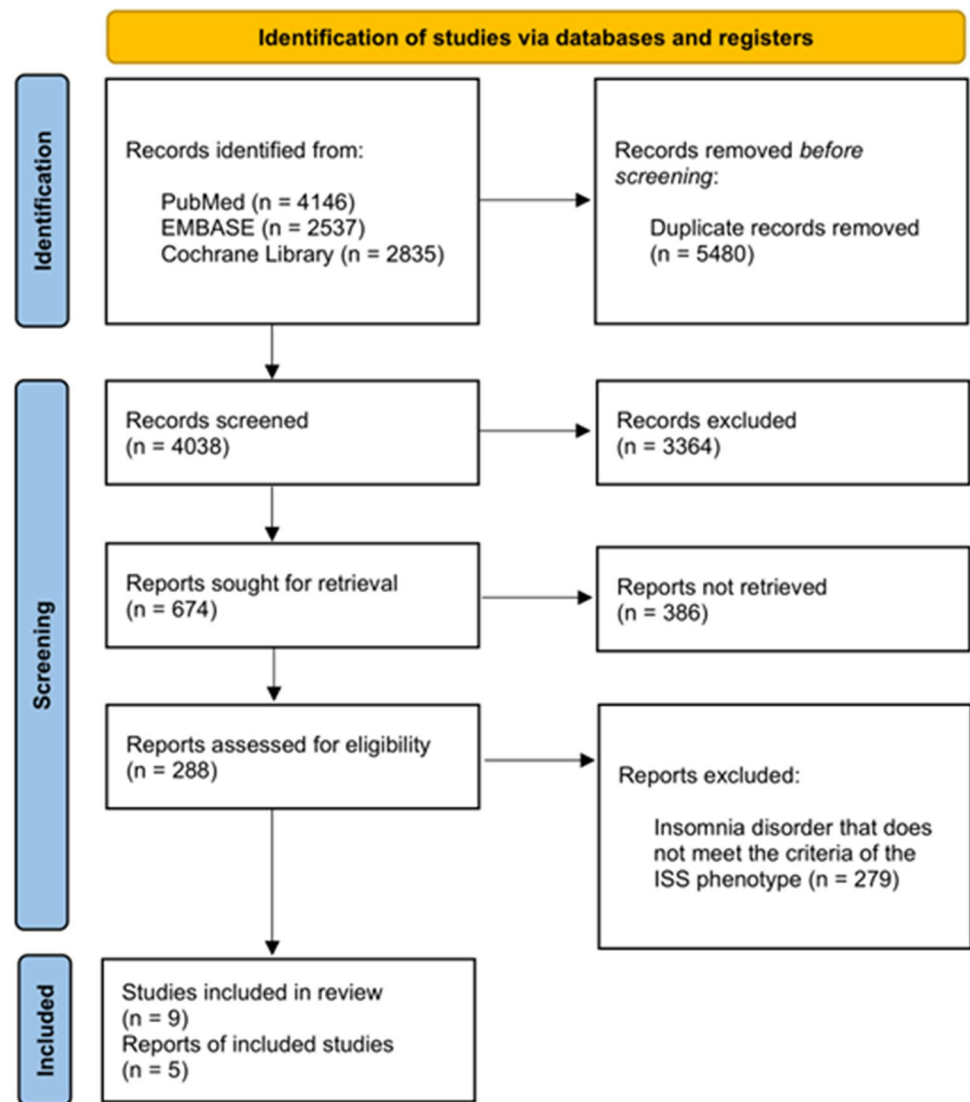 Identification of studies via databases and registers
Identification
Records identified from:
PubMed (n = 4146)
EMBASE (n = 2537)
Cochrane Library (n = 2835)
Records removed before
screening:
Duplicate records removed
(n = 5480)
Screening
Records screened
(n = 4038)
Records excluded
(n = 3364)
Reports sought for retrieval
(n = 674)
Reports not retrieved
(n = 386)
Reports assessed for eligibility
(n = 288)
Reports excluded:
Insomnia disorder that does
not meet the criteria of the
ISS phenotype (n = 279)
Included
Studies included in review
(n = 9)
Reports of included studies
(n = 5)